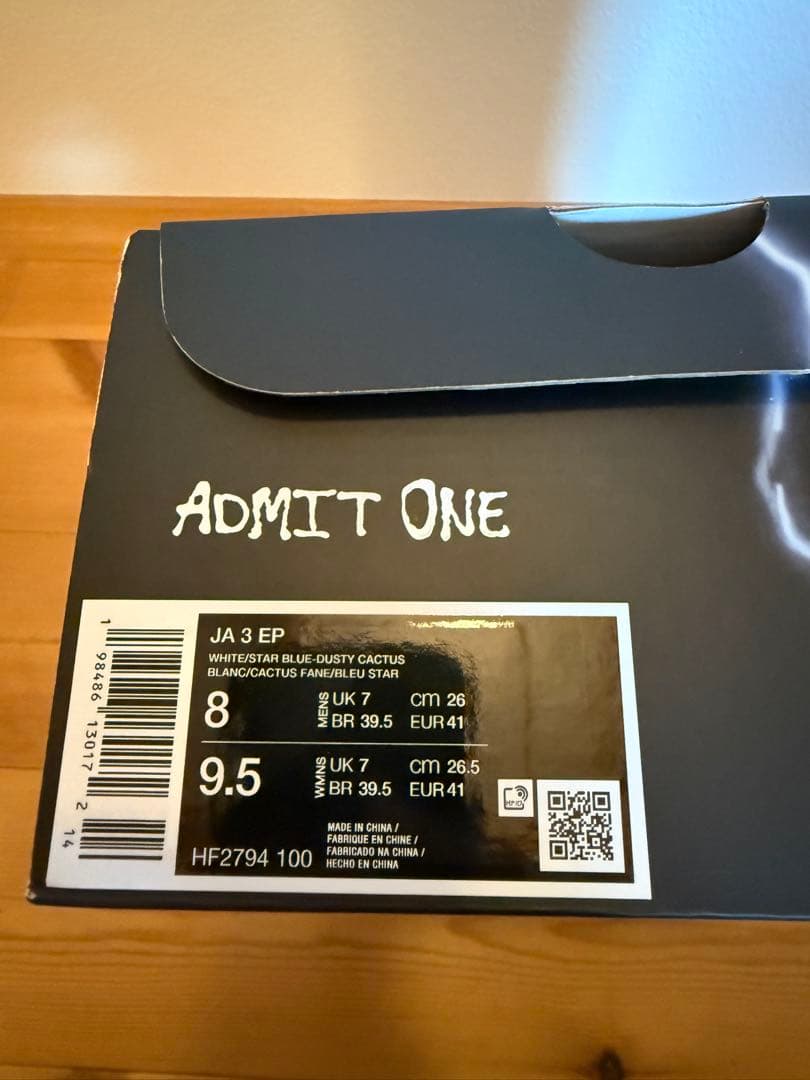 ADMIT ONE
JA 3 EP
WHITE/STAR BLUE-DUSTY CACTUS
BLANC/CACTUS FANE/BLEU STAR
8 MENS UK 7 cm 26
BR 39.5 EUR 41
9.5 WMNS UK 7 cm 26.5
BR 39.5 EUR 41
HF2794 100
MADE IN CHINA /
FABRIQUE EN CHINE /
FABRICADO NA CHINA /
HECHO EN CHINA
1 98486 13017 2 14